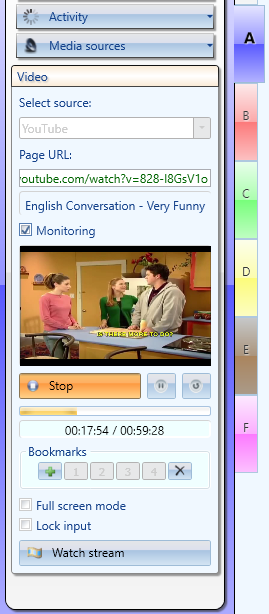 Activity
Media sources
Video
Select source:
YouTube
Page URL:
outube.com/watch?v=828-I8GsV1o
English Conversation - Very Funny
Monitoring
Stop
00:17:54 / 00:59:28
Bookmarks
1 2 3 4
Full screen mode
Lock input
Watch stream
A
B
C
D
E
F